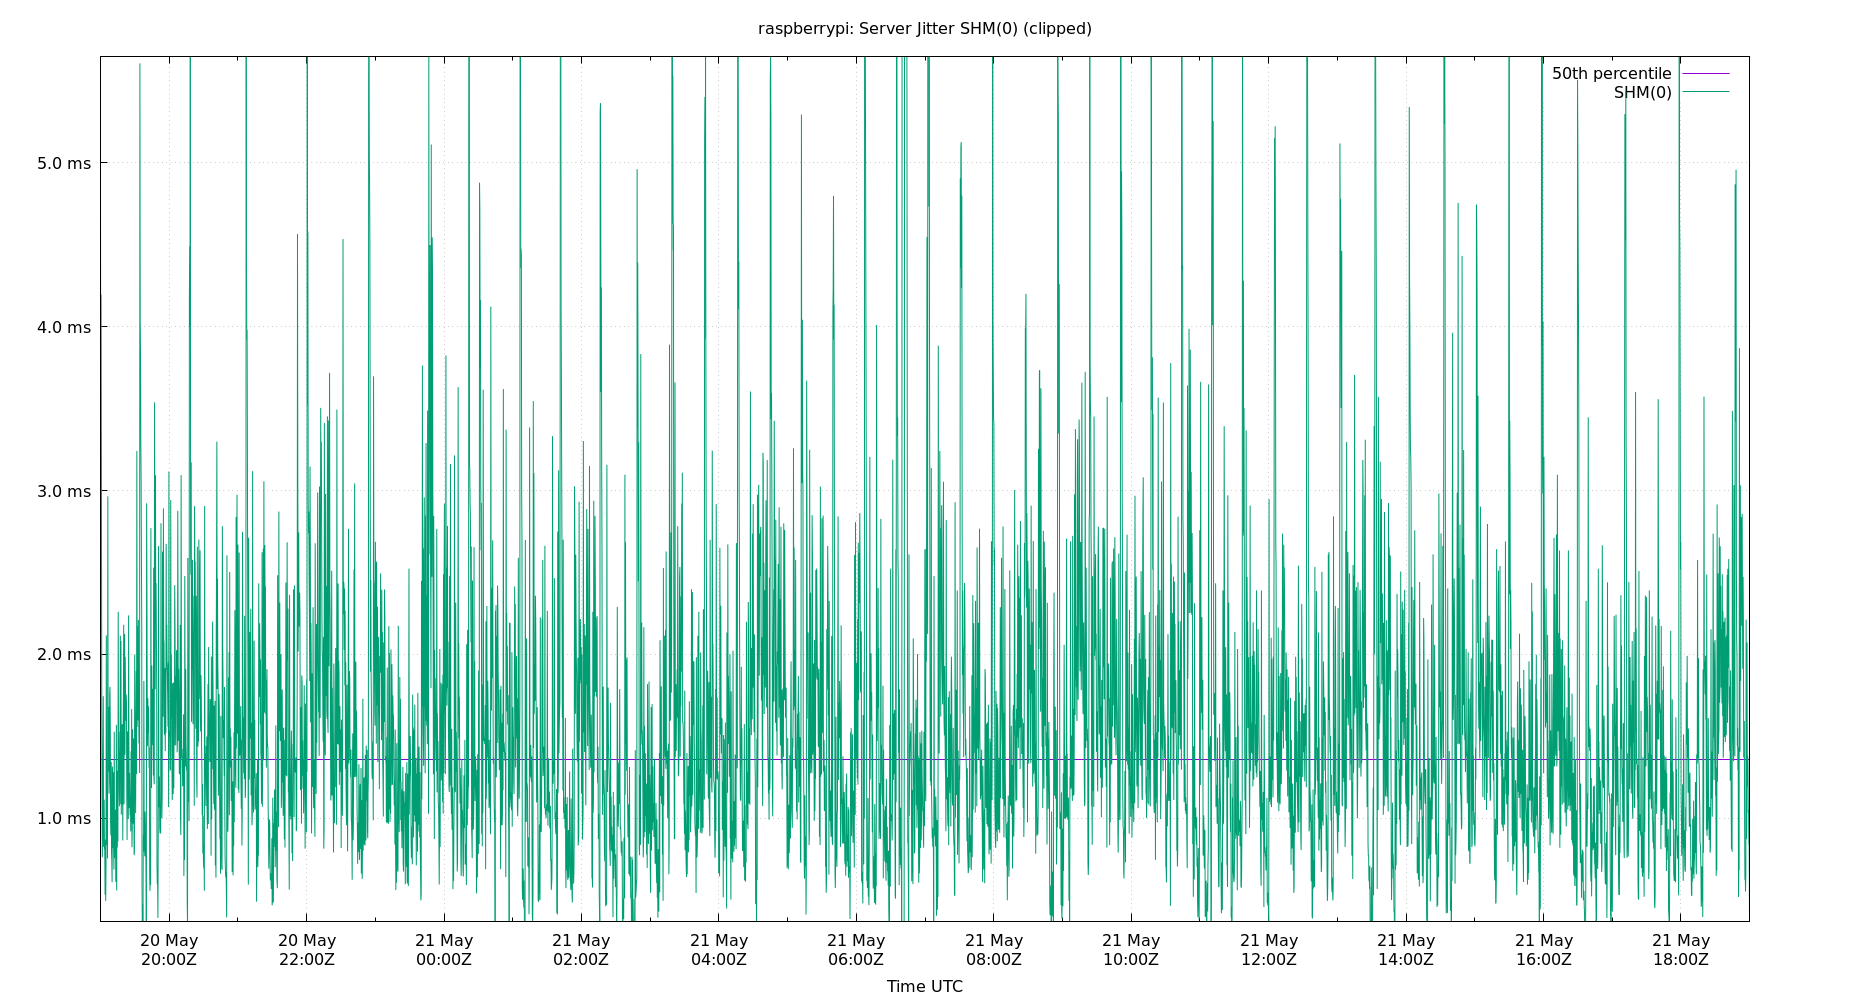 raspberrypi: Server Jitter SHM(0) (clipped)
50th percentile
SHM(0)
5.0 ms
4.0 ms
3.0 ms
2.0 ms
1.0 ms
20 May 20 May 21 May 21 May 21 May 21 May 21 May 21 May 21 May 21 May 21 May 21 May
20:00Z 22:00Z 00:00Z 02:00Z 04:00Z 06:00Z 08:00Z 10:00Z 12:00Z 14:00Z 16:00Z 18:00Z
Time UTC